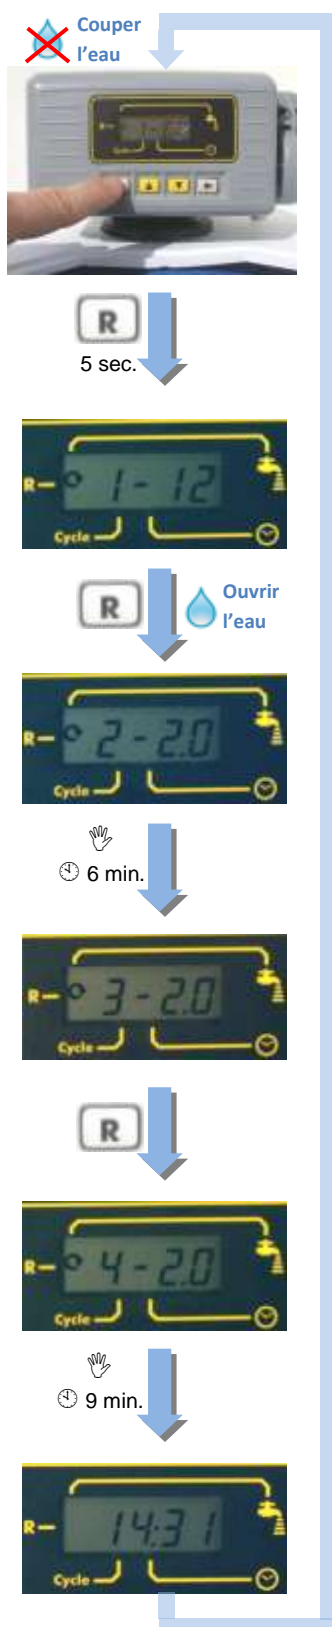 Couper
l'eau
R
5 sec.
R
1 - 12
Cycle
R
Ouvrir
l'eau
R
2 - 2.0
Cycle
6 min.
R
3 - 2.0
Cycle
R
R
4 - 2.0
Cycle
9 min.
R
14:31
Cycle